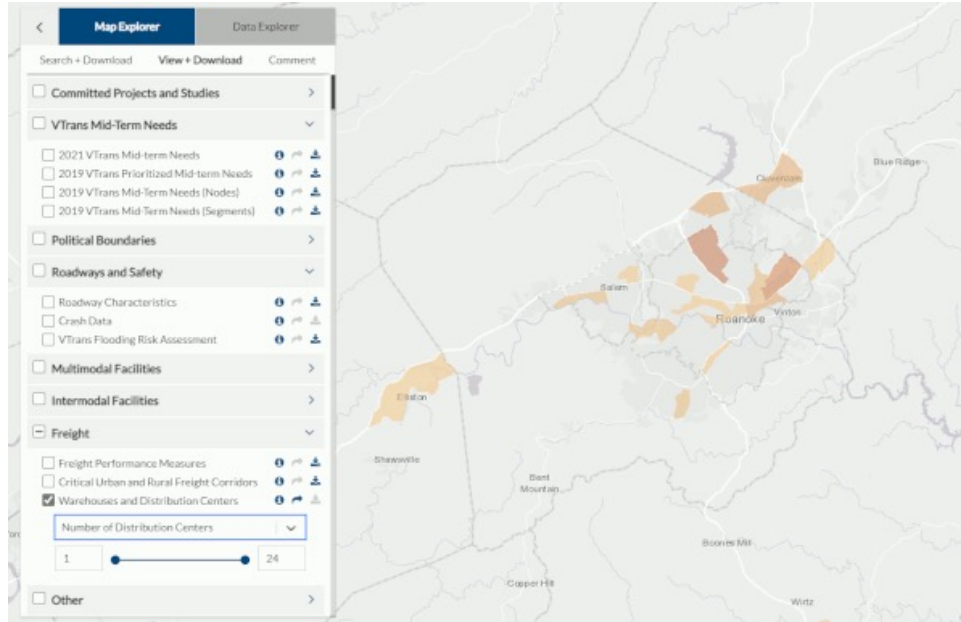 Map Explorer
Data Explorer
Search + Download
View + Download
Comment
Committed Projects and Studies
VTrans Mid-Term Needs
2021 VTrans Mid-term Needs
2019 VTrans Prioritized Mid-term Needs
2019 VTrans Mid-Term Needs (Nodes)
2019 VTrans Mid-Term Needs (Segments)
Political Boundaries
Roadways and Safety
Roadway Characteristics
Crash Data
VTrans Flooding Risk Assessment
Multimodal Facilities
Intermodal Facilities
Freight
Freight Performance Measures
Critical Urban and Rural Freight Corridors
Warehouses and Distribution Centers
Number of Distribution Centers
1
24
Other
Blue Ridge
Cloverdale
Salem
Roanoke
Vinton
Elliston
Shawsville
Bent
Mountain
Boones Mill
Copper Hill
Wirtz